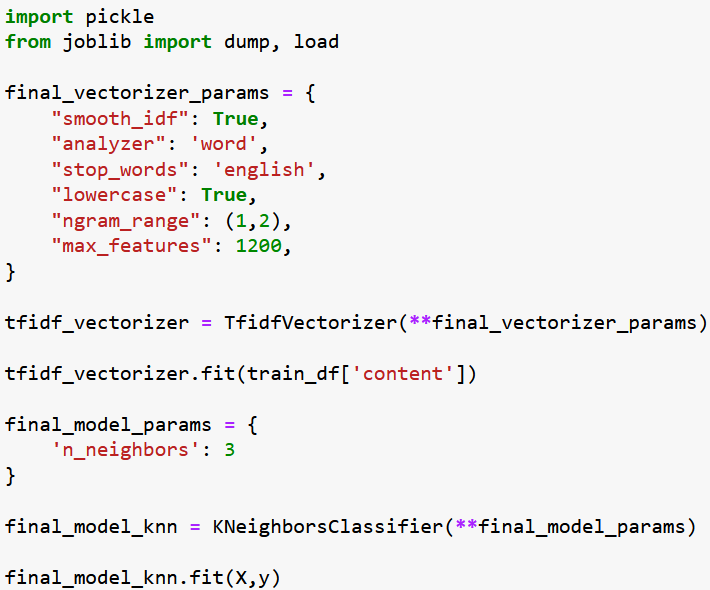 import pickle
from joblib import dump, load
final_vectorizer_params = {
    "smooth_idf": True,
    "analyzer": 'word',
    "stop_words": 'english',
    "lowercase": True,
    "ngram_range": (1,2),
    "max_features": 1200,
}
tfidf_vectorizer = TfidfVectorizer(**final_vectorizer_params)
tfidf_vectorizer.fit(train_df['content'])
final_model_params = {
    'n_neighbors': 3
}
final_model_knn = KNeighborsClassifier(**final_model_params)
final_model_knn.fit(X,y)